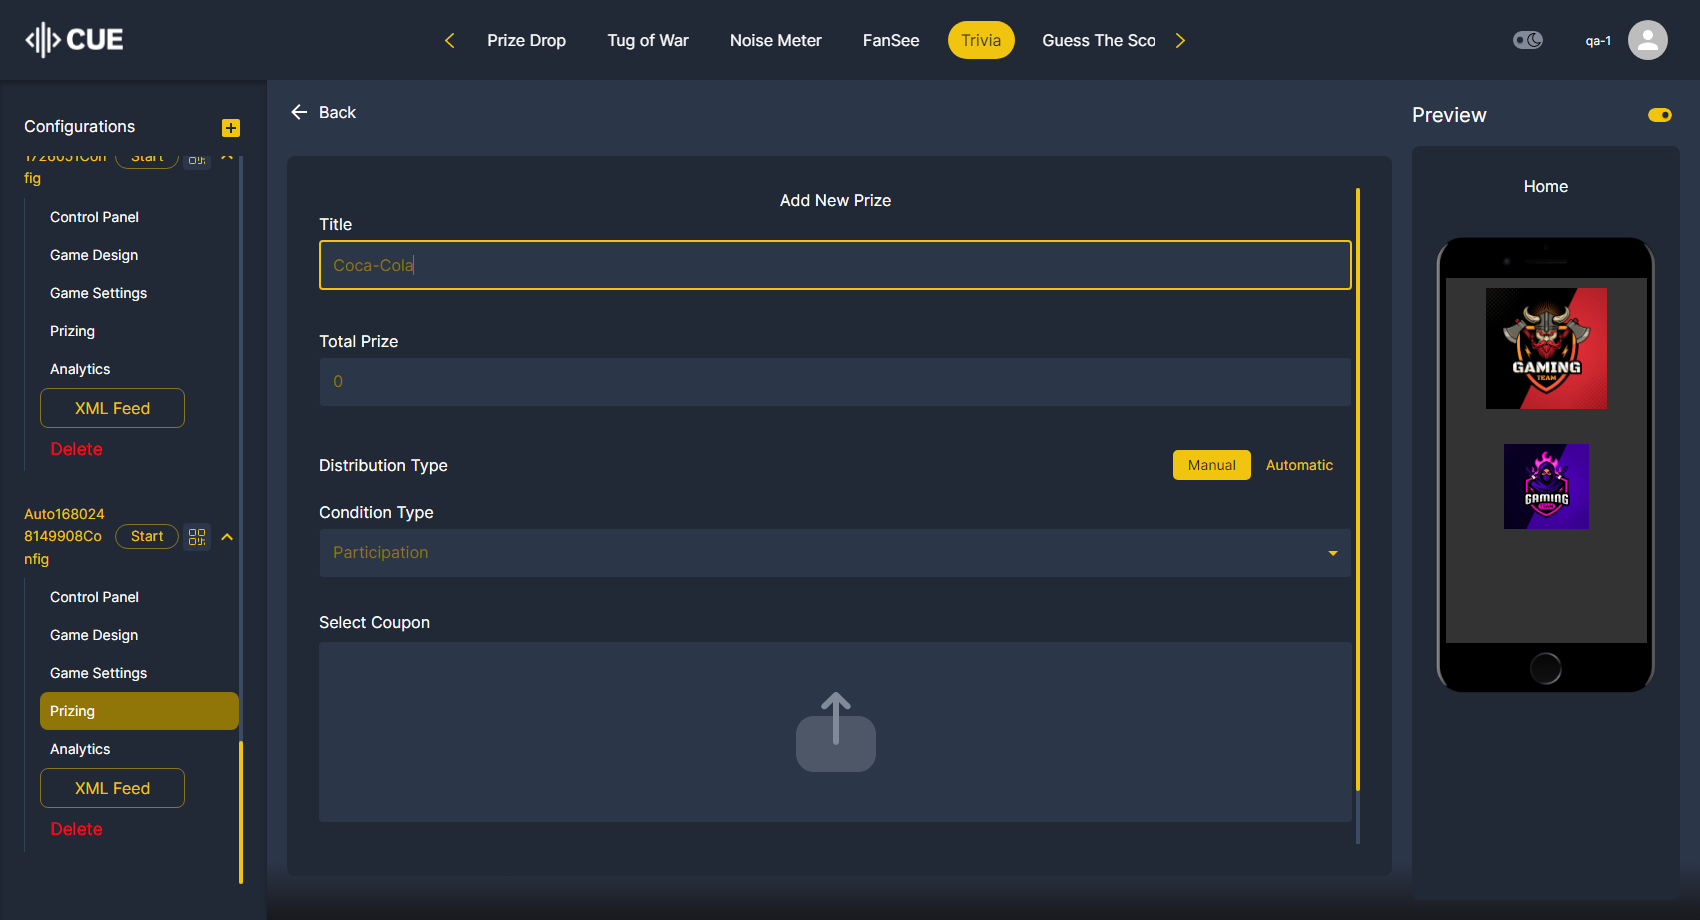 CUE
Prize Drop
Tug of War
Noise Meter
FanSee
Trivia
Guess The Sco
qa-1
Configurations
1726051Con
fig
Start
Control Panel
Game Design
Game Settings
Prizing
Analytics
XML Feed
Delete
Auto168024
8149908Co
nfig
Start
Control Panel
Game Design
Game Settings
Prizing
Analytics
XML Feed
Delete
Back
Add New Prize
Title
Coca-Cola
Total Prize
0
Distribution Type
Manual
Automatic
Condition Type
Participation
Select Coupon
Preview
Home
GAMING
TEAM
GAMING
TEAM